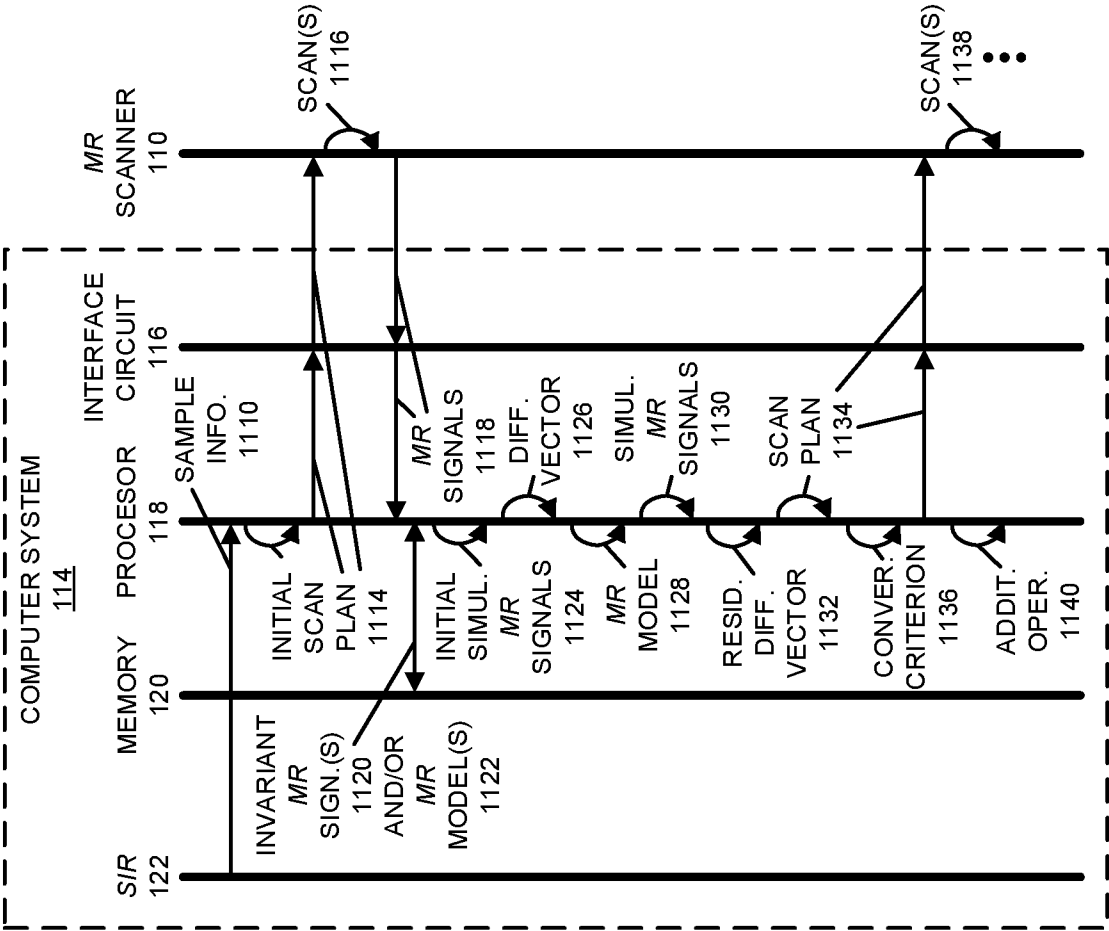 COMPUTER SYSTEM
114
S/R
122
MEMORY
120
PROCESOR
118
INTERFACE
CIRCUIT
116
MR
SCANNER
110
SAMPLE
INFO.
1110
INITIAL
SCAN
PLAN
1114
SCAN(S)
1116
MR
SIGNALS
1118
INVARIANT
MR
SIGN.(S)
1120
AND/OR
MR
MODEL(S)
1122
INITIAL
SIMUL.
MR
SIGNALS
1124
DIFF.
VECTOR
1126
MR
MODEL
1128
SIMUL.
MR
SIGNALS
1130
RESID.
DIFF.
VECTOR
1132
SCAN
PLAN
1134
CONVER.
CRITERION
1136
SCAN(S)
1138
•••
ADDIT.
OPER.
1140